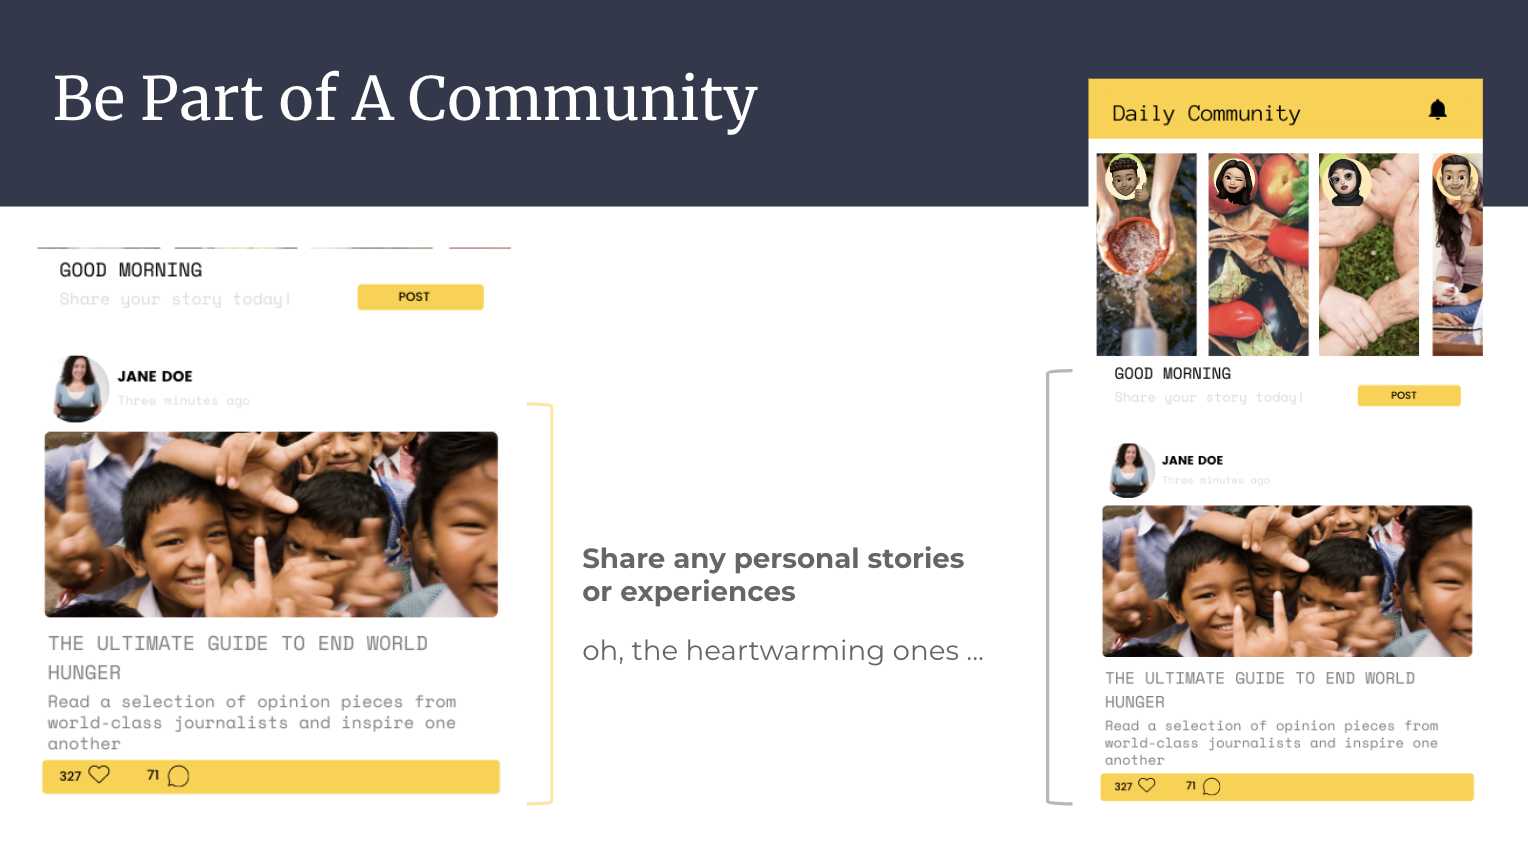 Be Part of A Community
GOOD MORNING
Share your story today!
POST
JANE DOE
Three minutes ago
THE ULTIMATE GUIDE TO END WORLD
HUNGER
Read a selection of opinion pieces from
world-class journalists and inspire one
another
327
71
Share any personal stories
or experiences
oh, the heartwarming ones ...
Daily Community
GOOD MORNING
Share your story today!
POST
JANE DOE
Three minutes ago
THE ULTIMATE GUIDE TO END WORLD
HUNGER
Read a selection of opinion pieces from
world-class journalists and inspire one
another
327
71